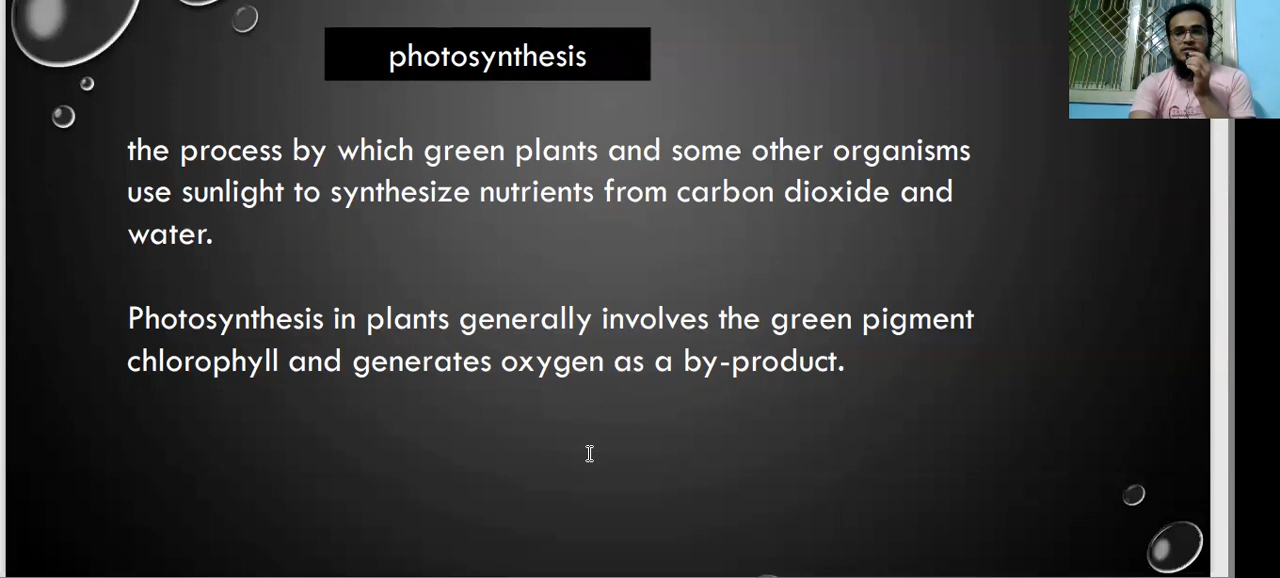 photosynthesis
the process by which green plants and some other organisms
use sunlight to synthesize nutrients from carbon dioxide and
water.
Photosynthesis in plants generally involves the green pigment
chlorophyll and generates oxygen as a by-product.